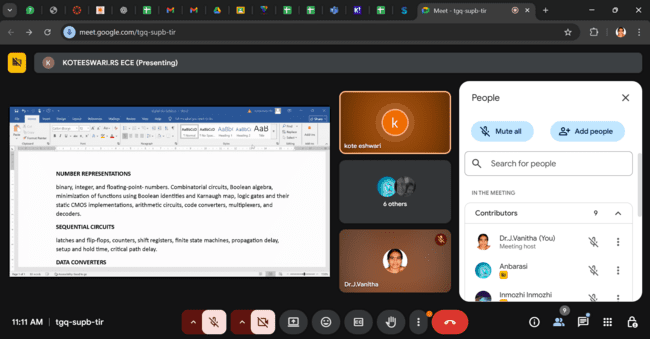 Meet - tgq-supb-tir
meet.google.com/tgq-supb-tir
K
KOTEESWARI.RS ECE (Presenting)
NUMBER REPRESENTATIONS
binary, integer, and floating-point- numbers. Combinatorial circuits, Boolean algebra,
minimization of functions using Boolean identities and Karnaugh map, logic gates and their
static CMOS implementations, arithmetic circuits, code converters, multiplexers, and
decoders.
SEQUENTIAL CIRCUITS
latches and flip-flops, counters, shift registers, finite state machines, propagation delay,
setup and hold time, critical path delay.
DATA CONVERTERS
k
kote eshwari
6 others
Dr.J.Vanitha
People
Mute all
Add people
Search for people
IN THE MEETING
Contributors 9
Dr.J.Vanitha (You)
Meeting host
Anbarasi
Inmozhi Inmozhi
11:11 AM | tgq-supb-tir
9